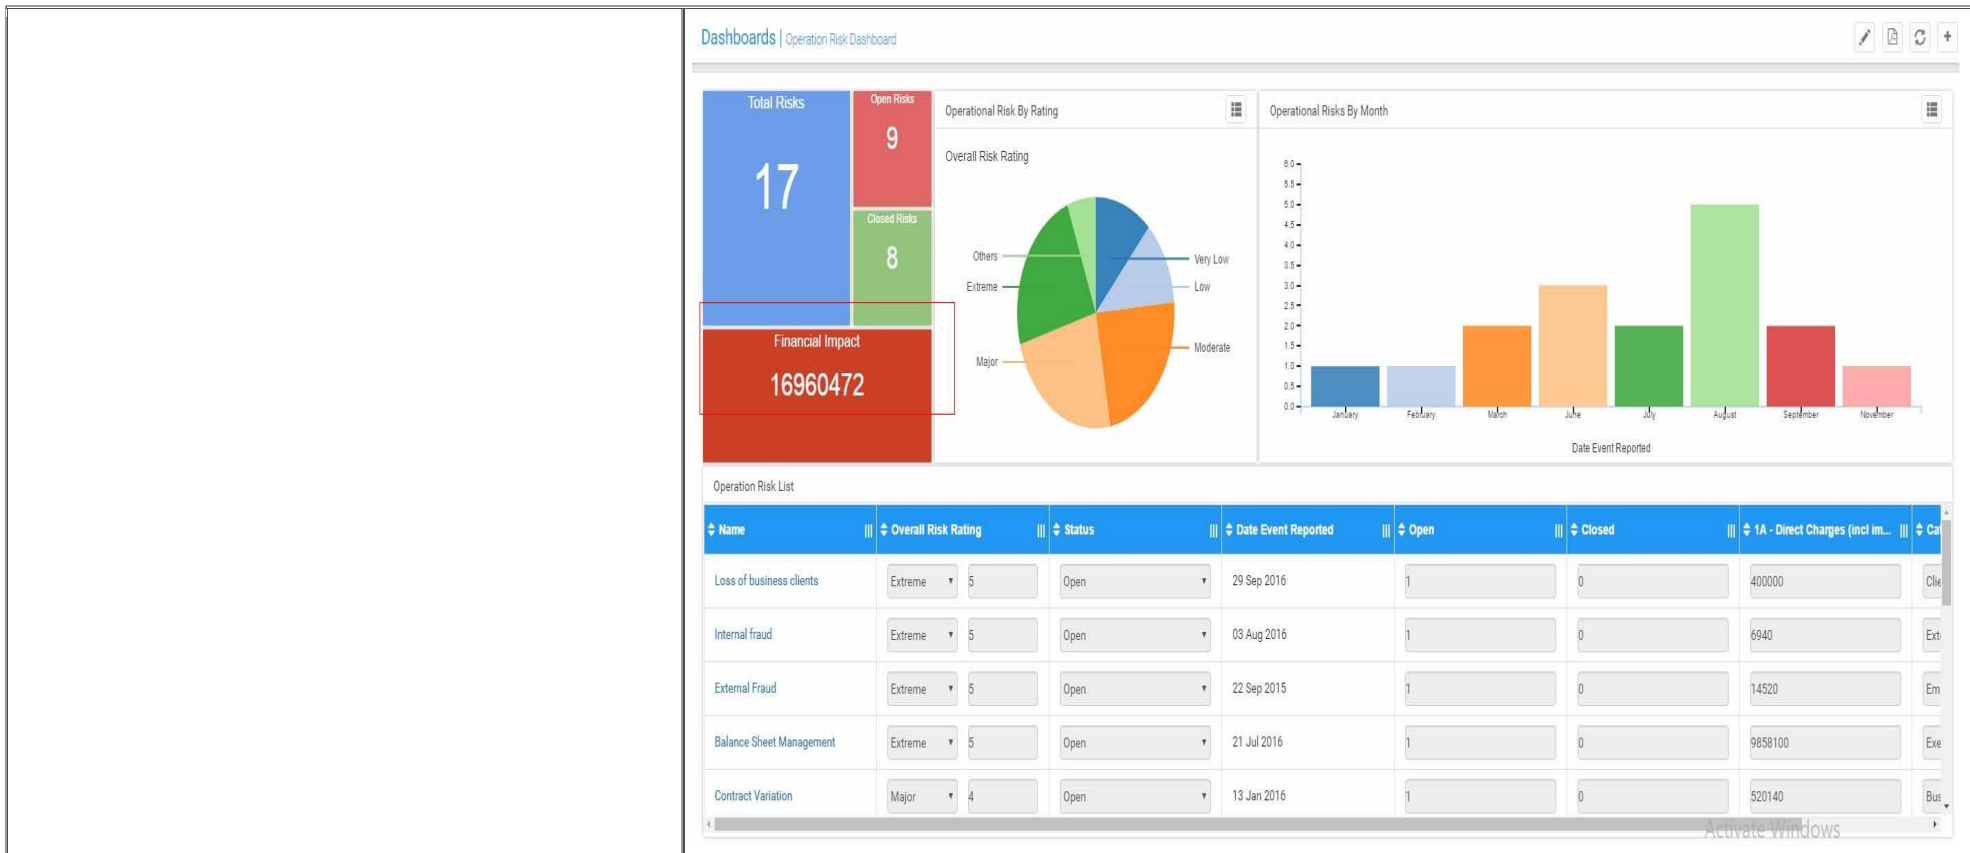 Dashboards | Operation Risk Dashboard
Total Risks
17
Open Risks
9
Closed Risks
8
Financial Impact
16960472
Operational Risk By Rating
Overall Risk Rating
Others
Extreme
Major
Very Low
Low
Moderate
Operational Risks By Month
6.0
5.5
5.0
4.5
4.0
3.5
3.0
2.5
2.0
1.5
1.0
0.5
0.0
January February March June July August September November
Date Event Reported
Operation Risk List
Name Overall Risk Rating Status Date Event Reported Open Closed 1A - Direct Charges (incl im... Cat
Loss of business clients Extreme 5 Open 29 Sep 2016 1 0 400000 Clie
Internal fraud Extreme 5 Open 03 Aug 2016 1 0 6940 Exte
External Fraud Extreme 5 Open 22 Sep 2015 1 0 14520 Em
Balance Sheet Management Extreme 5 Open 21 Jul 2016 1 0 9858100 Exe
Contract Variation Major 4 Open 13 Jan 2016 1 0 520140 Bus
Activate Windows